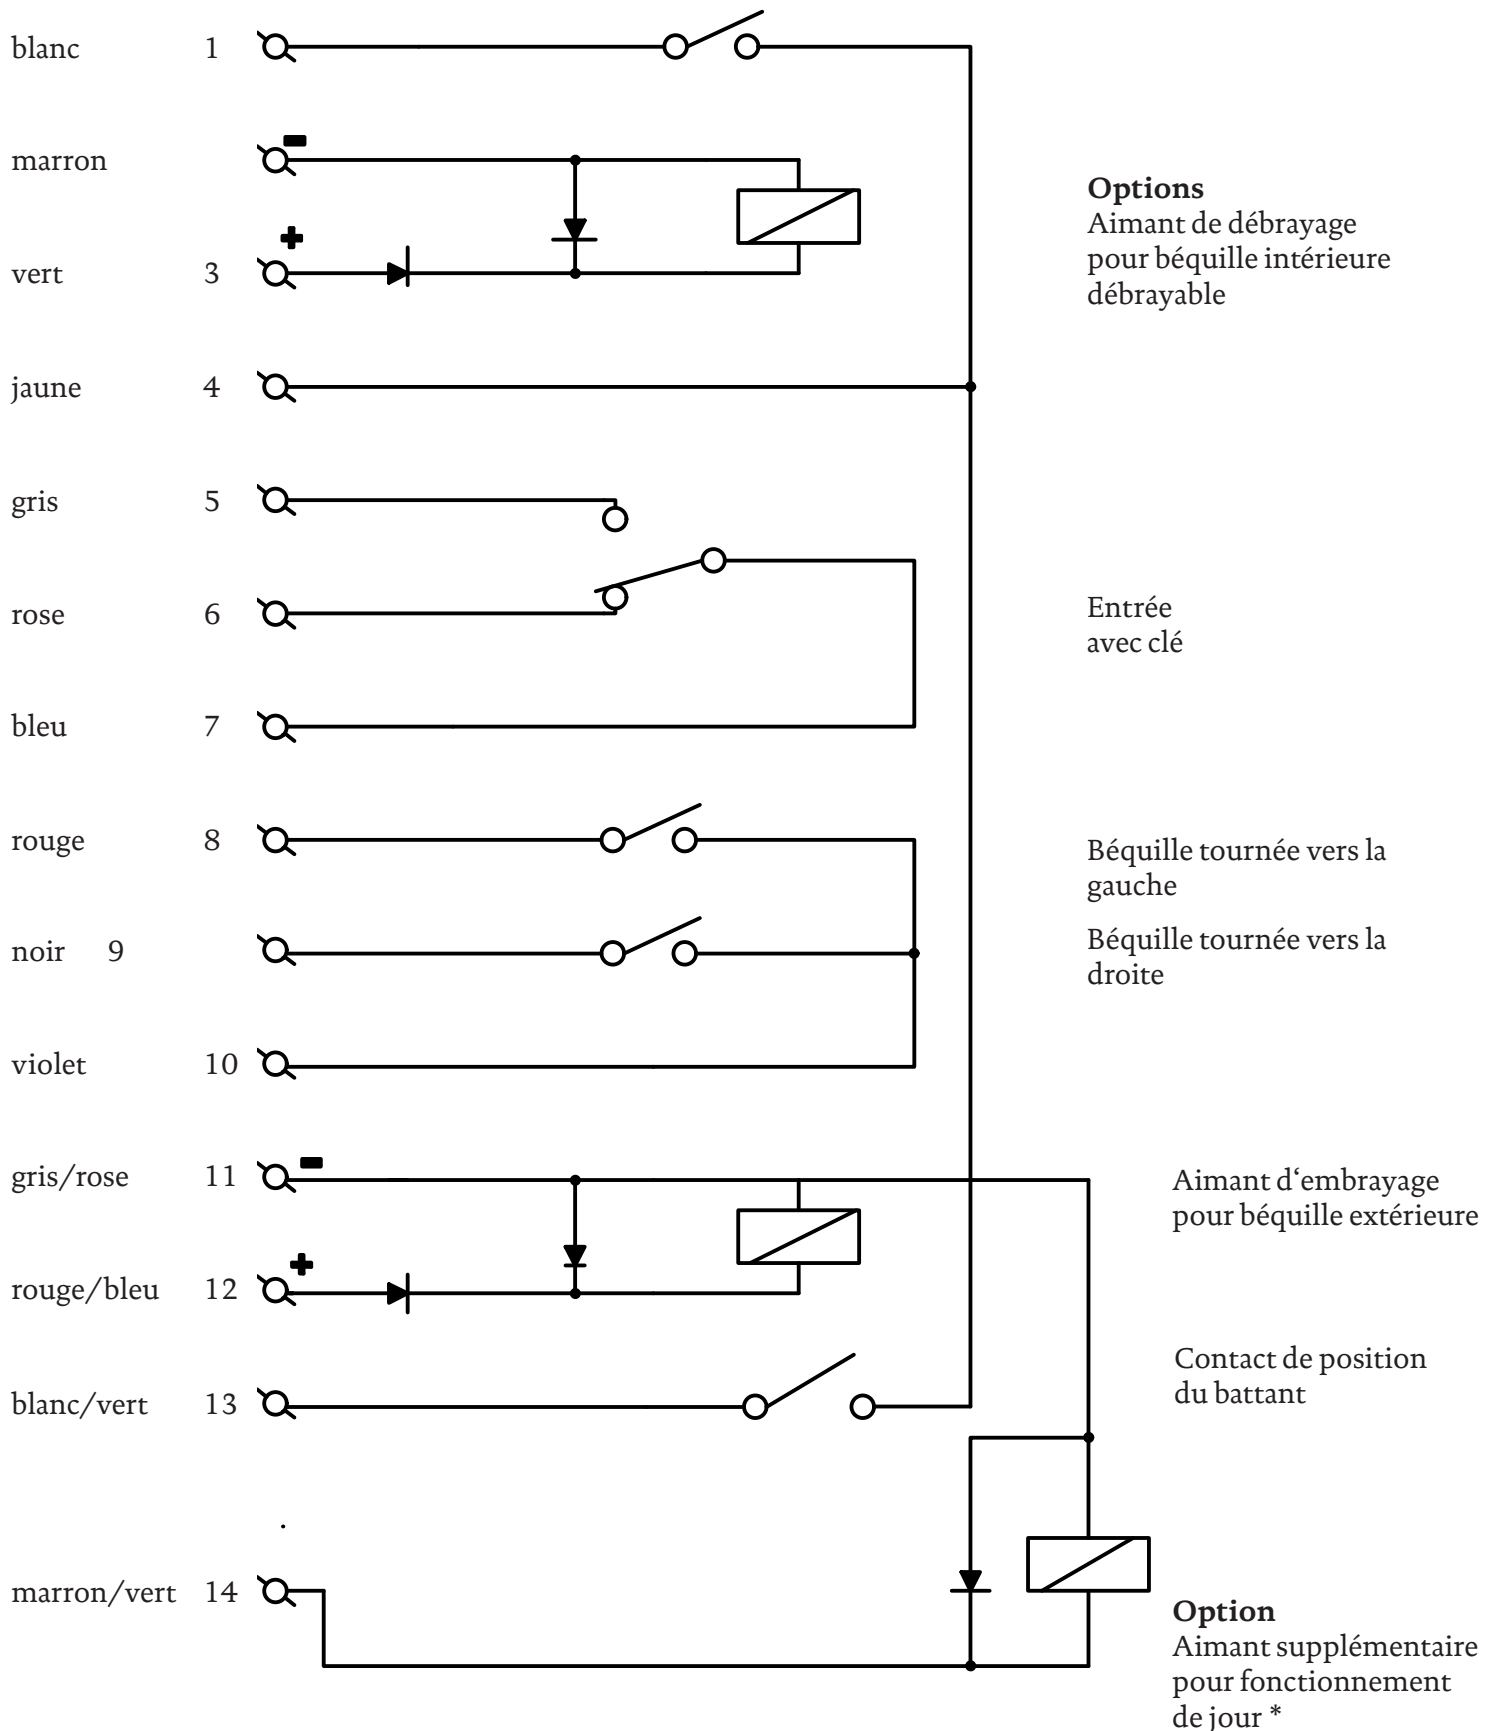 blanc 1
marron
Options
Aimant de débrayage
pour béquille intérieure
débrayable
vert 3
jaune 4
gris 5
rose 6
Entrée
avec clé
bleu 7
rouge 8
Béquille tournée vers la
gauche
noir 9
Béquille tournée vers la
droite
violet 10
gris/rose 11
Aimant d‘embrayage
pour béquille extérieure
rouge/bleu 12
Contact de position
du battant
blanc/vert 13
marron/vert 14
Option
Aimant supplémentaire
pour fonctionnement
de jour *